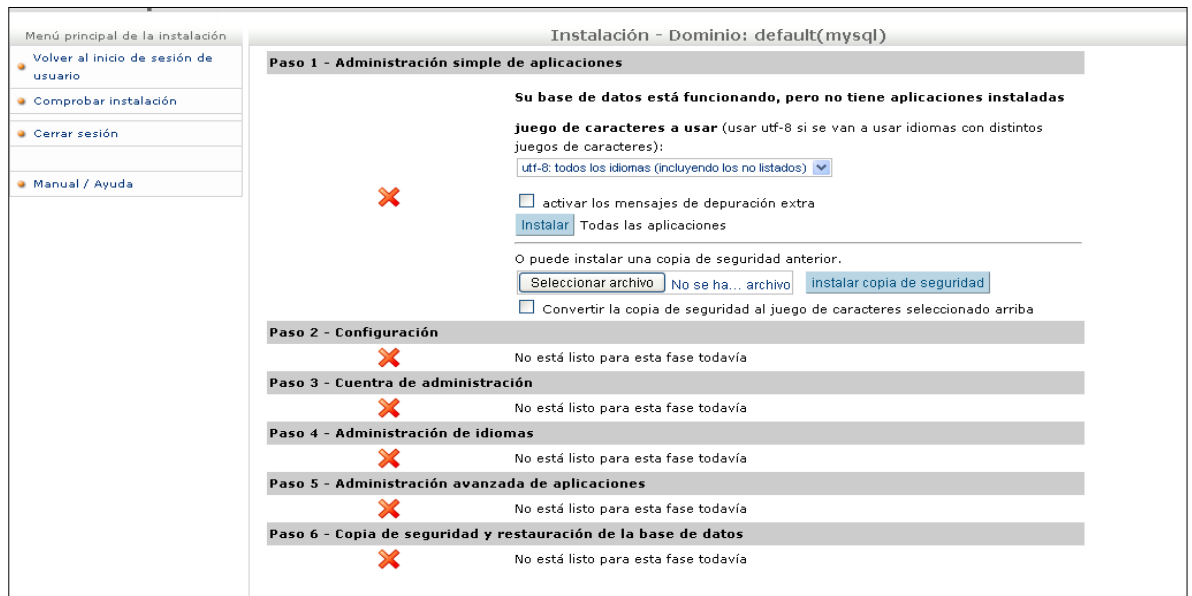 Menú principal de la instalación
Volver al inicio de sesión de
usuario
Comprobar instalación
Cerrar sesión
Manual / Ayuda
Instalación - Dominio: default(mysql)
Paso 1 - Administración simple de aplicaciones
Su base de datos está funcionando, pero no tiene aplicaciones instaladas
juego de caracteres a usar (usar utf-8 si se van a usar idiomas con distintos
juegos de caracteres):
utf-8: todos los idiomas (incluyendo los no listados)
activar los mensajes de depuración extra
Instalar Todas las aplicaciones
O puede instalar una copia de seguridad anterior.
Seleccionar archivo No se ha... archivo instalar copia de seguridad
Convertir la copia de seguridad al juego de caracteres seleccionado arriba
Paso 2 - Configuración
No está listo para esta fase todavía
Paso 3 - Cuentra de administración
No está listo para esta fase todavía
Paso 4 - Administración de idiomas
No está listo para esta fase todavía
Paso 5 - Administración avanzada de aplicaciones
No está listo para esta fase todavía
Paso 6 - Copia de seguridad y restauración de la base de datos
No está listo para esta fase todavía